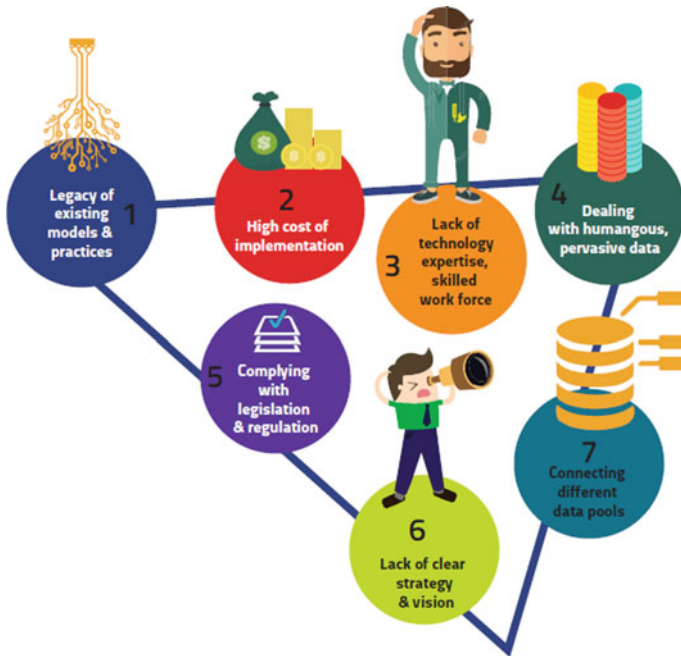 1
Legacy of
existing
models &
practices
2
High cost of
implementation
3
Lack of
technology
expertise,
skilled
work force
4
Dealing
with humangous,
pervasive data
5
Complying
with
legislation
& regulation
6
Lack of clear
strategy
& vision
7
Connecting
different
data pools
$
$
$